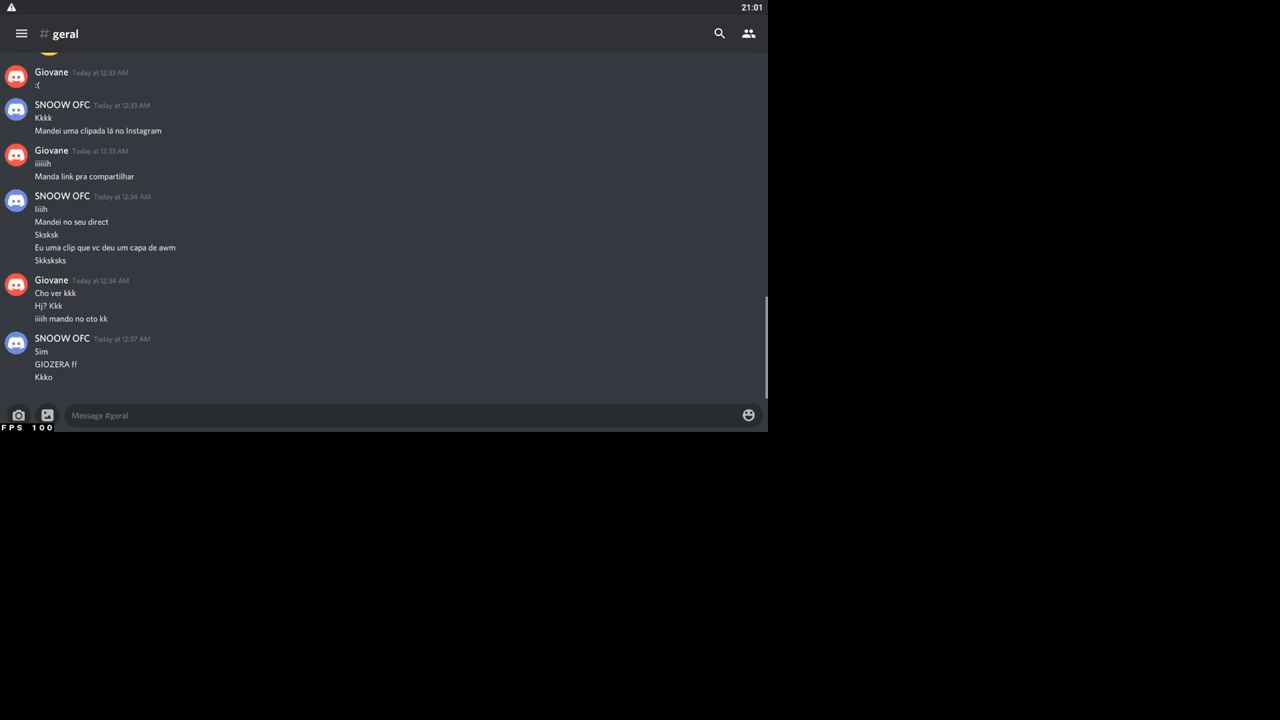 21:01
# geral
Giovane Today at 12:33 AM
:(
SNOOW OFC Today at 12:33 AM
Kkkk
Mandei uma clipada lá no Instagram
Giovane Today at 12:33 AM
iiiiiih
Manda link pra compartilhar
SNOOW OFC Today at 12:34 AM
Iiiih
Mandei no seu direct
Sksksk
Eu uma clip que vc deu um capa de awm
Skksksks
Giovane Today at 12:34 AM
Cho ver kkk
Hj? Kkk
iiiih mando no oto kk
SNOOW OFC Today at 12:37 AM
Sim
GIOZERA ff
Kkko
Message #geral
FPS 100